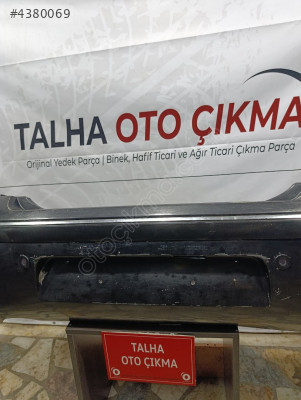 #4380069
TALHA OTO ÇIKMA
Orijinal Yedek Parça | Binek, Hafif Ticari ve Ağır Ticari Çıkma Parça
TALHA
OTO ÇIKMA